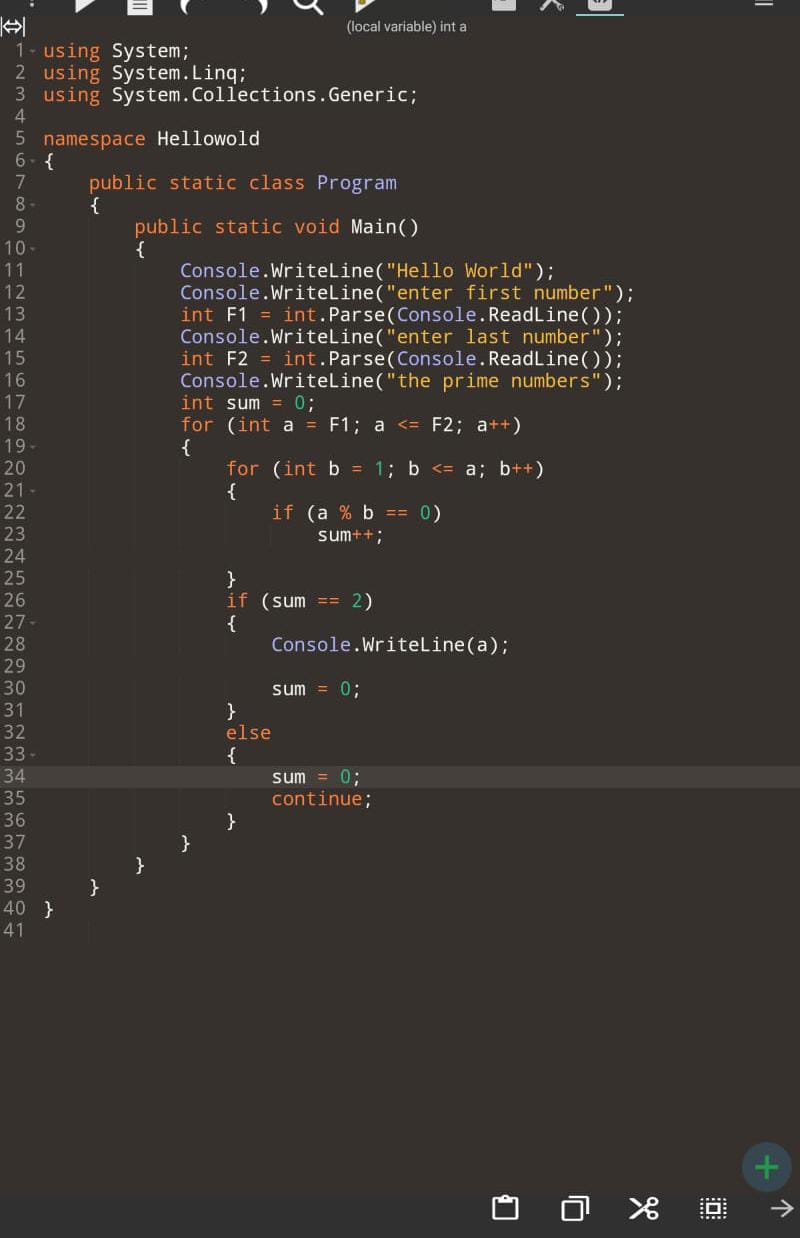 (local variable) int a
1 using System;
2 using System.Linq;
3 using System.Collections.Generic;
4
5 namespace Hellowold
6 {
7 public static class Program
8 {
9 public static void Main()
10 {
11 Console.WriteLine("Hello World");
12 Console.WriteLine("enter first number");
13 int F1 = int.Parse(Console.ReadLine());
14 Console.WriteLine("enter last number");
15 int F2 = int.Parse(Console.ReadLine());
16 Console.WriteLine("the prime numbers");
17 int sum = 0;
18 for (int a = F1; a <= F2; a++)
19 {
20 for (int b = 1; b <= a; b++)
21 {
22 if (a % b == 0)
23 sum++;
24
25 }
26 if (sum == 2)
27 {
28 Console.WriteLine(a);
29
30 sum = 0;
31 }
32 else
33 {
34 sum = 0;
35 continue;
36 }
37 }
38 }
39 }
40 }
41